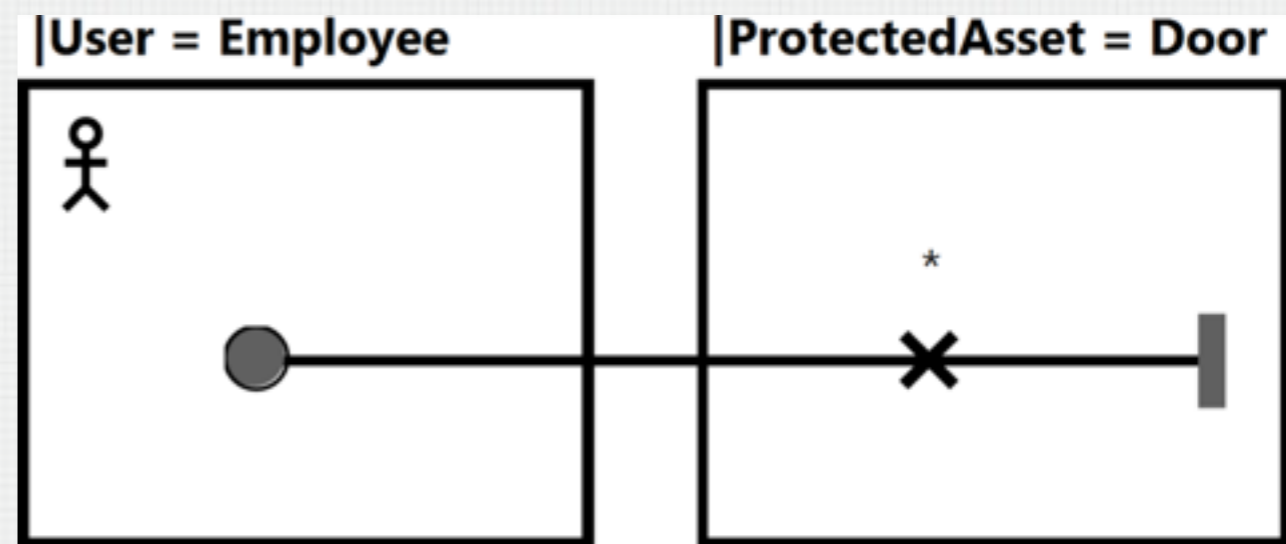 |User = Employee
|ProtectedAsset = Door
*